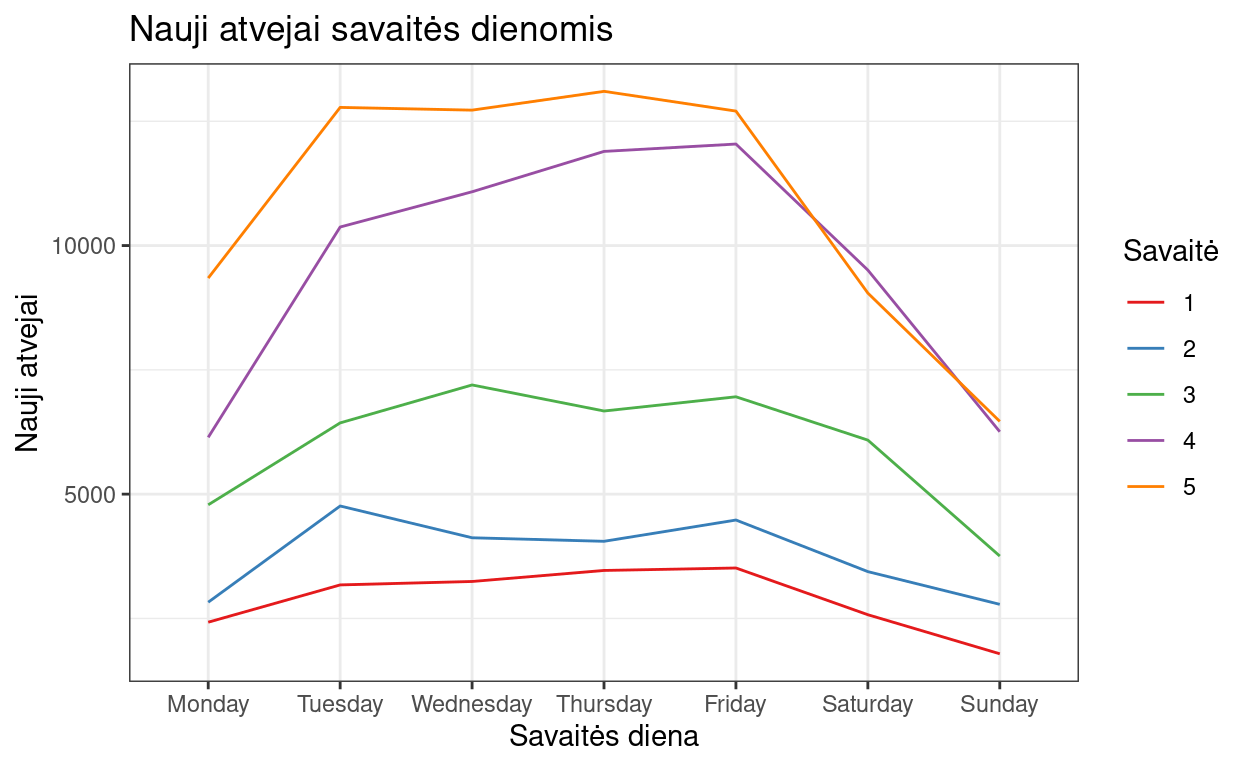 Nauji atvejai savaitės dienomis
Nauji atvejai
10000
5000
Monday Tuesday Wednesday Thursday Friday Saturday Sunday
Savaitės diena
Savaitė
1
2
3
4
5